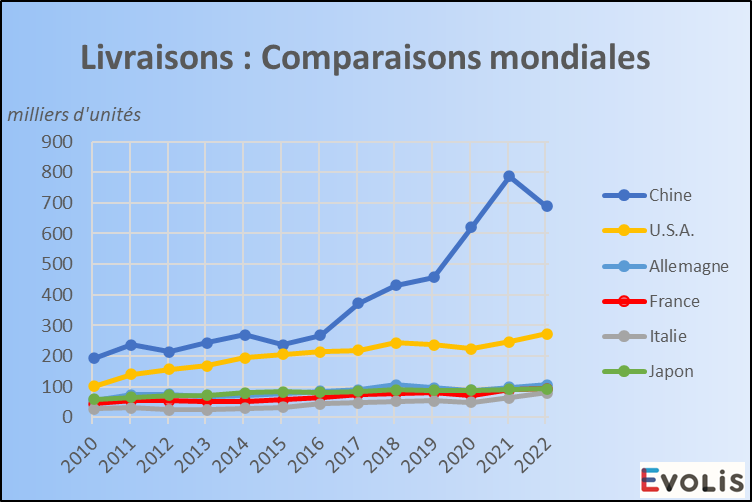 Livraisons : Comparaisons mondiales
milliers d'unités
900
800
700
600
500
400
300
200
100
0
2010 2011 2012 2013 2014 2015 2016 2017 2018 2019 2020 2021 2022
Chine
U.S.A.
Allemagne
France
Italie
Japon
EVOLIS